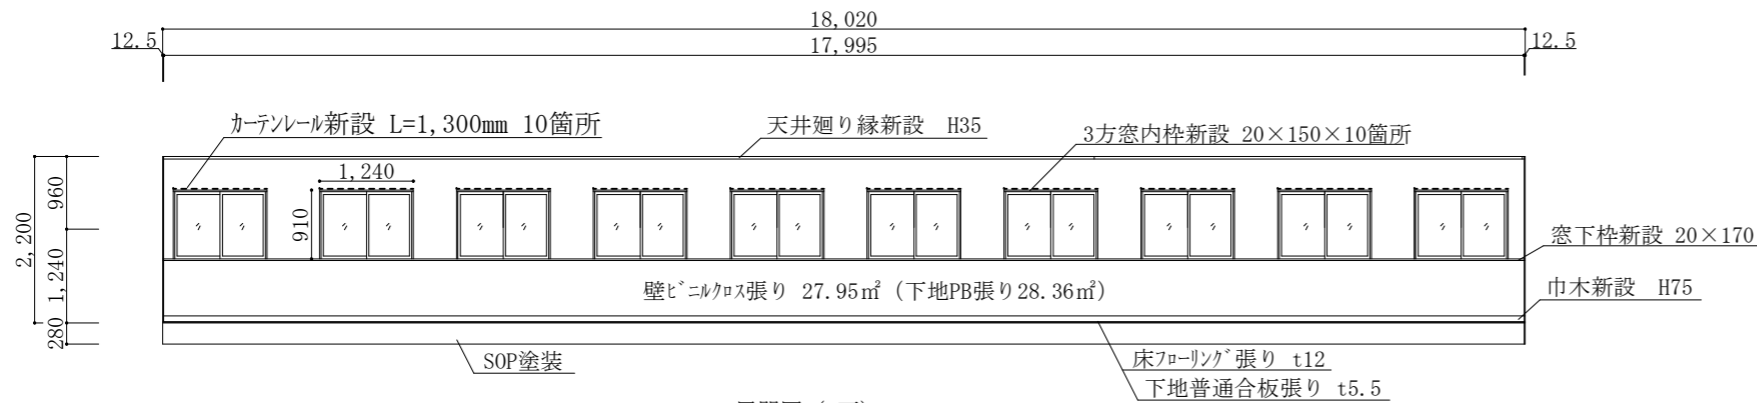 18,020
12.5
17,995
12.5
カーテンレール新設 L=1,300mm 10箇所
天井廻り縁新設 H35
3方窓内枠新設 20×150×10箇所
1,240
960
910
2,200
1,240
窓下枠新設 20×170
壁ビニルクロス張り 27.95㎡ (下地PB張り28.36㎡)
巾木新設 H75
280
SOP塗装
床フローリング張り t12
下地普通合板張り t5.5